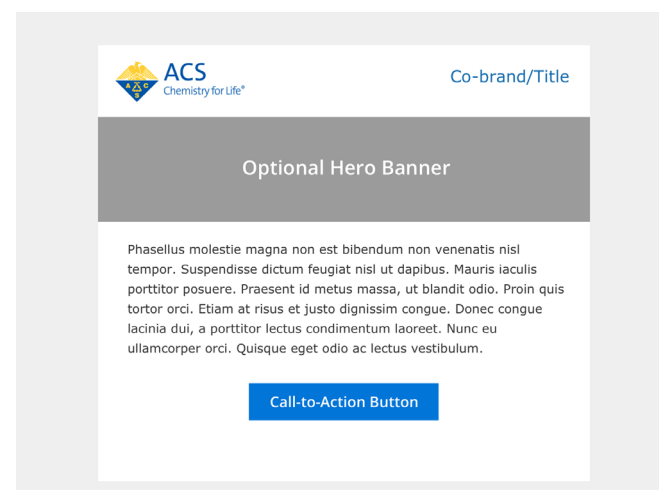 ACS
Chemistry for Life®
A C S
Co-brand/Title
Optional Hero Banner
Phasellus molestie magna non est bibendum non venenatis nisl
tempor. Suspendisse dictum feugiat nisl ut dapibus. Mauris iaculis
porttitor posuere. Praesent id metus massa, ut blandit odio. Proin quis
tortor orci. Etiam at risus et justo dignissim congue. Donec congue
lacinia dui, a porttitor lectus condimentum laoreet. Nunc eu
ullamcorper orci. Quisque eget odio ac lectus vestibulum.
Call-to-Action Button